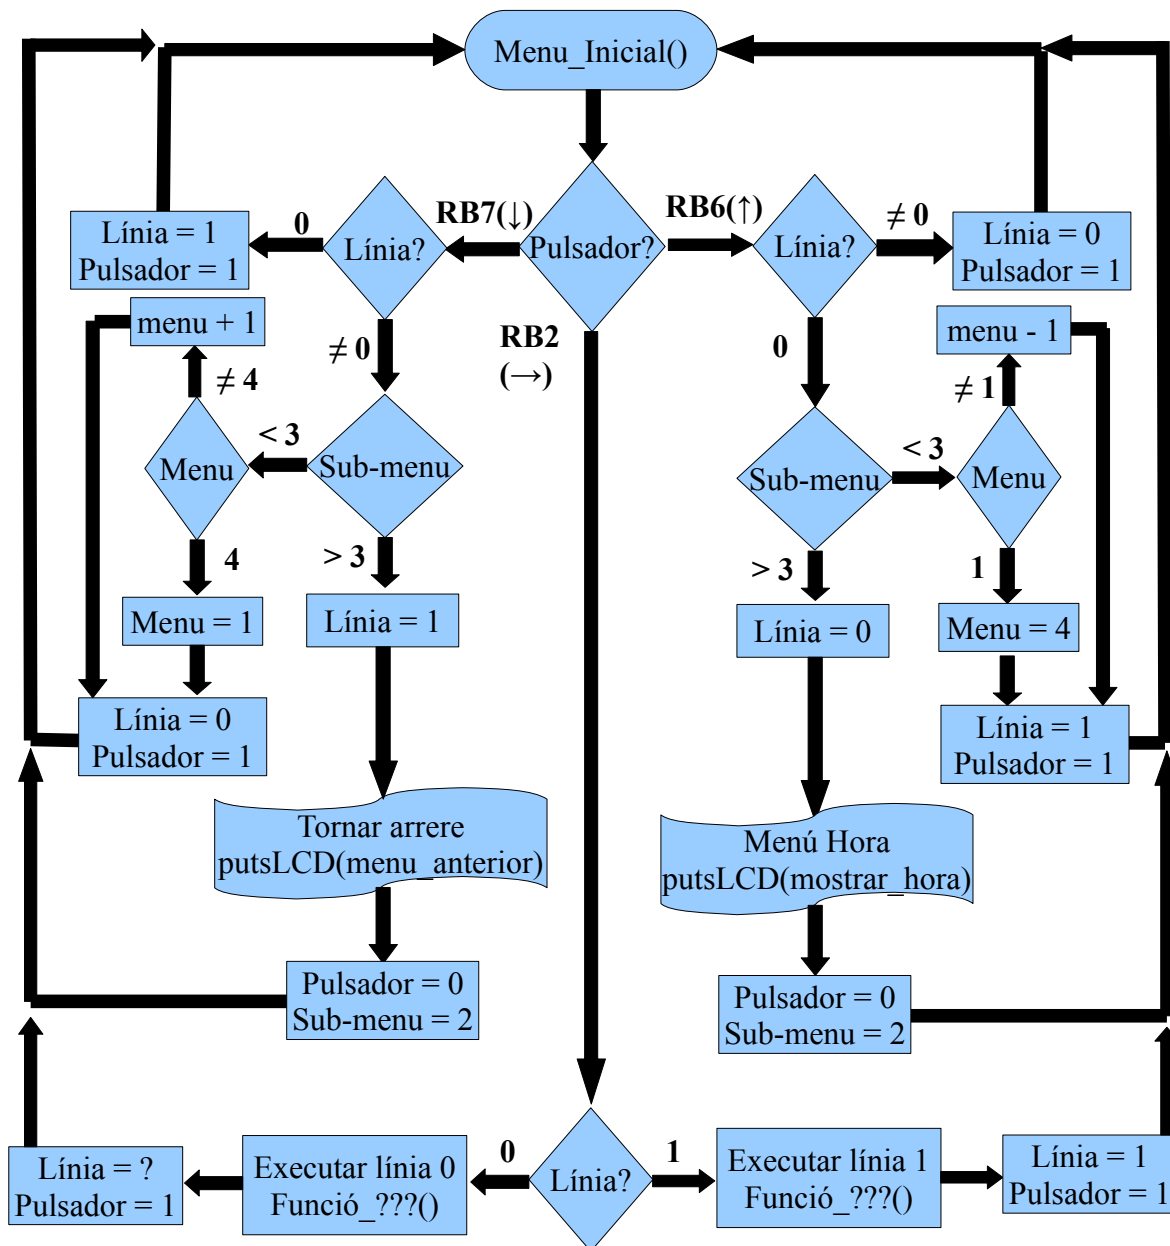 Menu_Inicial()
RB7(↓)
RB6(↑)
0
≠ 0
Línia = 1
Pulsador = 1
Línia?
Pulsador?
Línia?
Línia = 0
Pulsador = 1
menu + 1
≠ 0
RB2
(→)
0
menu - 1
≠ 4
≠ 1
< 3
< 3
Menu
Sub-menu
Sub-menu
Menu
4
> 3
> 3
1
Menu = 1
Línia = 1
Línia = 0
Menu = 4
Línia = 0
Pulsador = 1
Línia = 1
Pulsador = 1
Tornar arrere
putsLCD(menu_anterior)
Menú Hora
putsLCD(mostrar_hora)
Pulsador = 0
Sub-menu = 2
Pulsador = 0
Sub-menu = 2
Línia = ?
Pulsador = 1
Executar línia 0
Funció_???()
0
Línia?
1
Executar línia 1
Funció_???()
Línia = 1
Pulsador = 1